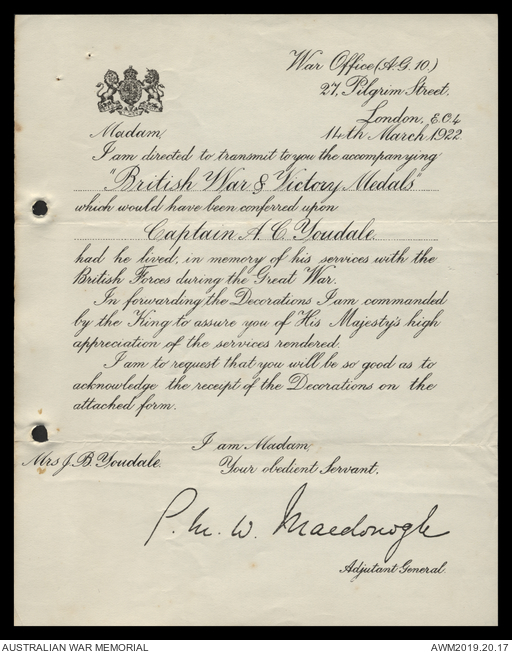 War Office (A.G.10.)
27, Pilgrim Street.
London, E.C.4
14th March 1922
Madam,
I am directed to transmit to you the accompanying
"British War & Victory Medals"
which would have been conferred upon
Captain A. C. Youdale.
had he lived, in memory of his services with the
British Forces during the Great War.
In forwarding the Decorations I am commanded
by the King to assure you of His Majesty's high
appreciation of the services rendered.
I am to request that you will be so good as to
acknowledge the receipt of the Decorations on the
attached form.
I am Madam,
Your obedient Servant.
Mrs J. B Youdale.
G. M. W. Macdonogh
Adjutant General.
AUSTRALIAN WAR MEMORIAL
AWM2019.20.17